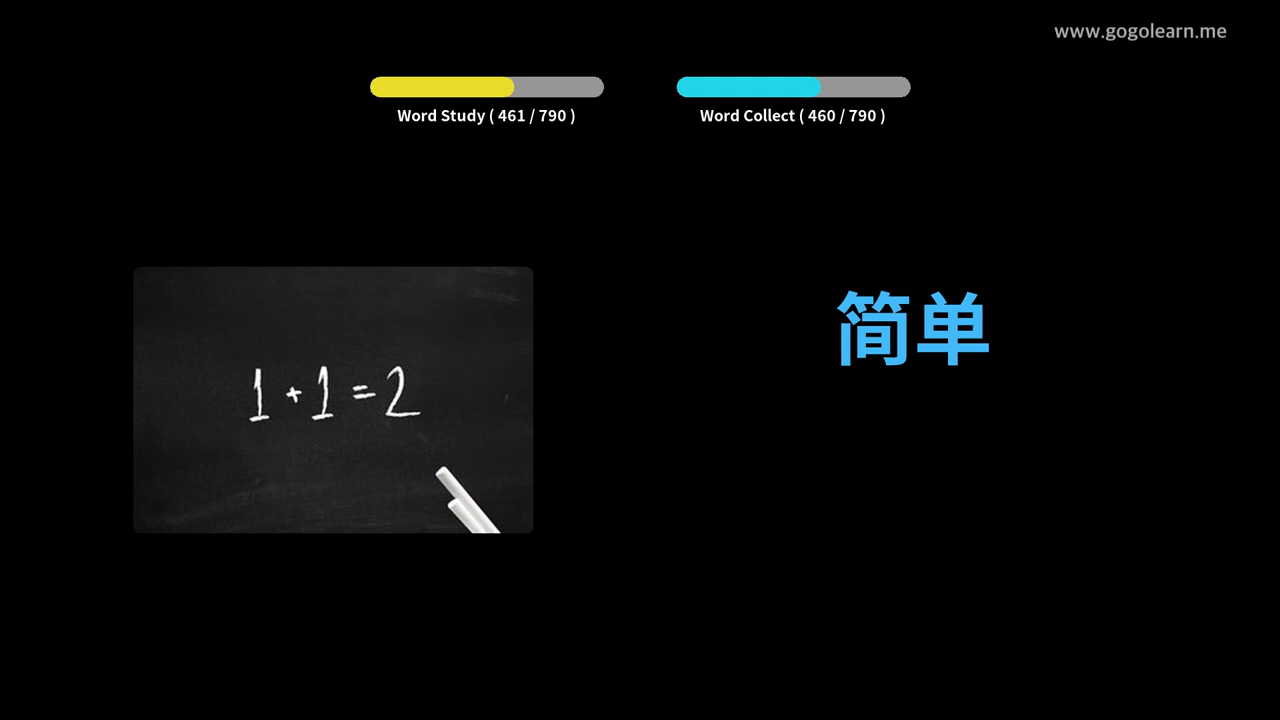 www.gogolearn.me
Word Study ( 461 / 790 )
Word Collect ( 460 / 790 )
简单
1 + 1 = 2